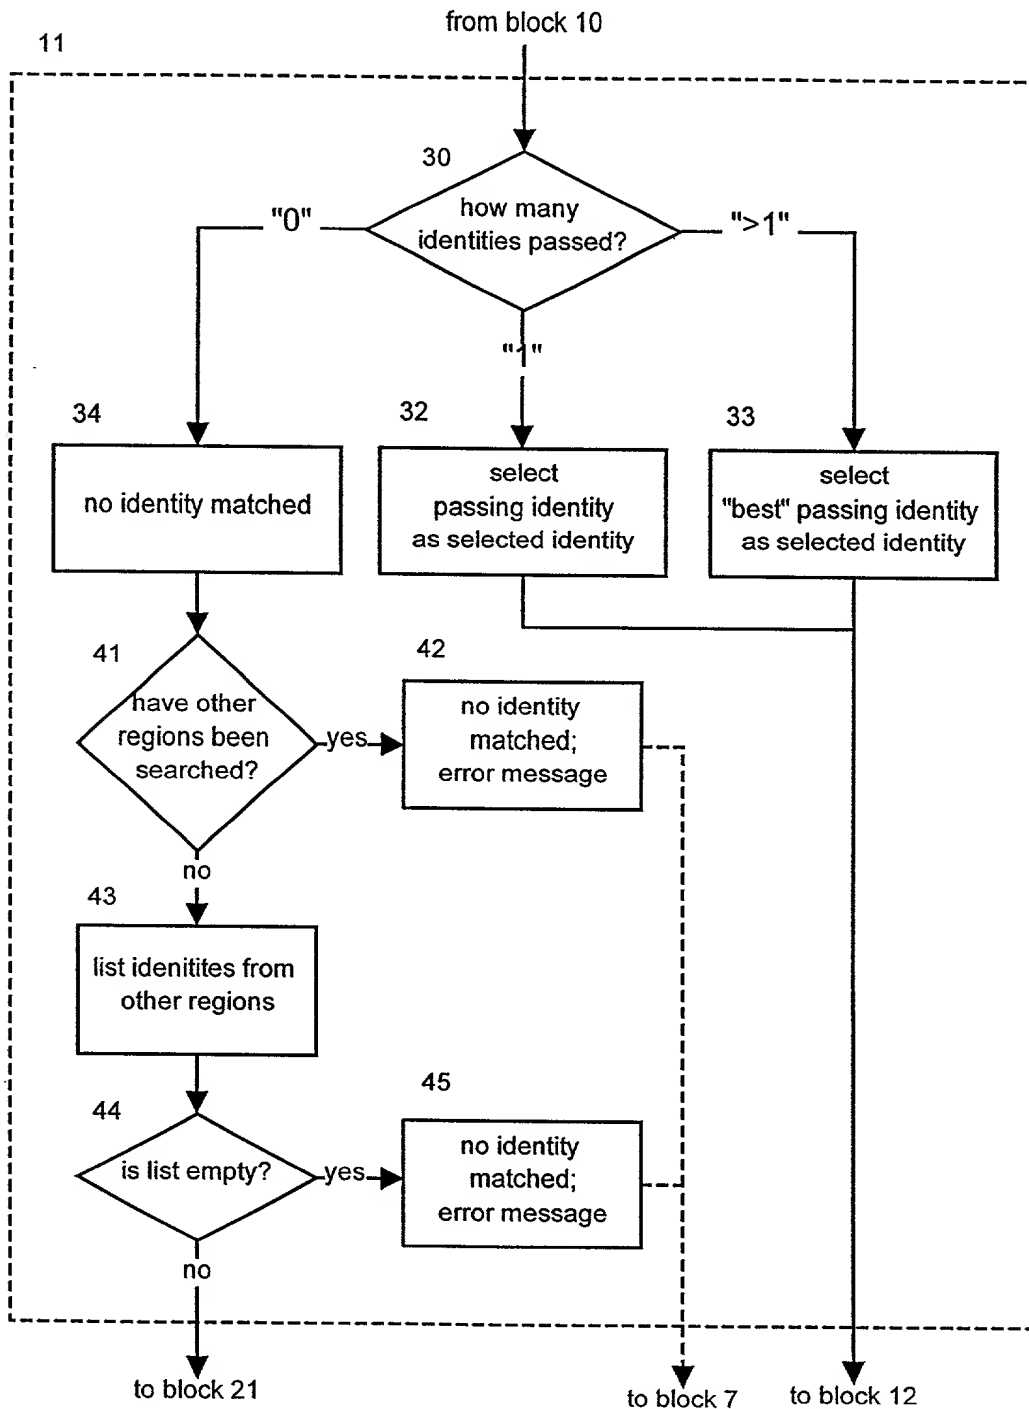 from block 10
11
30
how many
identities passed?
"0"
">1"
"1"
34
32
33
no identity matched
select
passing identity
as selected identity
select
"best" passing identity
as selected identity
41
42
have other
regions been
searched?
yes
no identity
matched;
error message
no
43
list idenitites from
other regions
44
45
is list empty?
yes
no identity
matched;
error message
no
to block 21
to block 7
to block 12